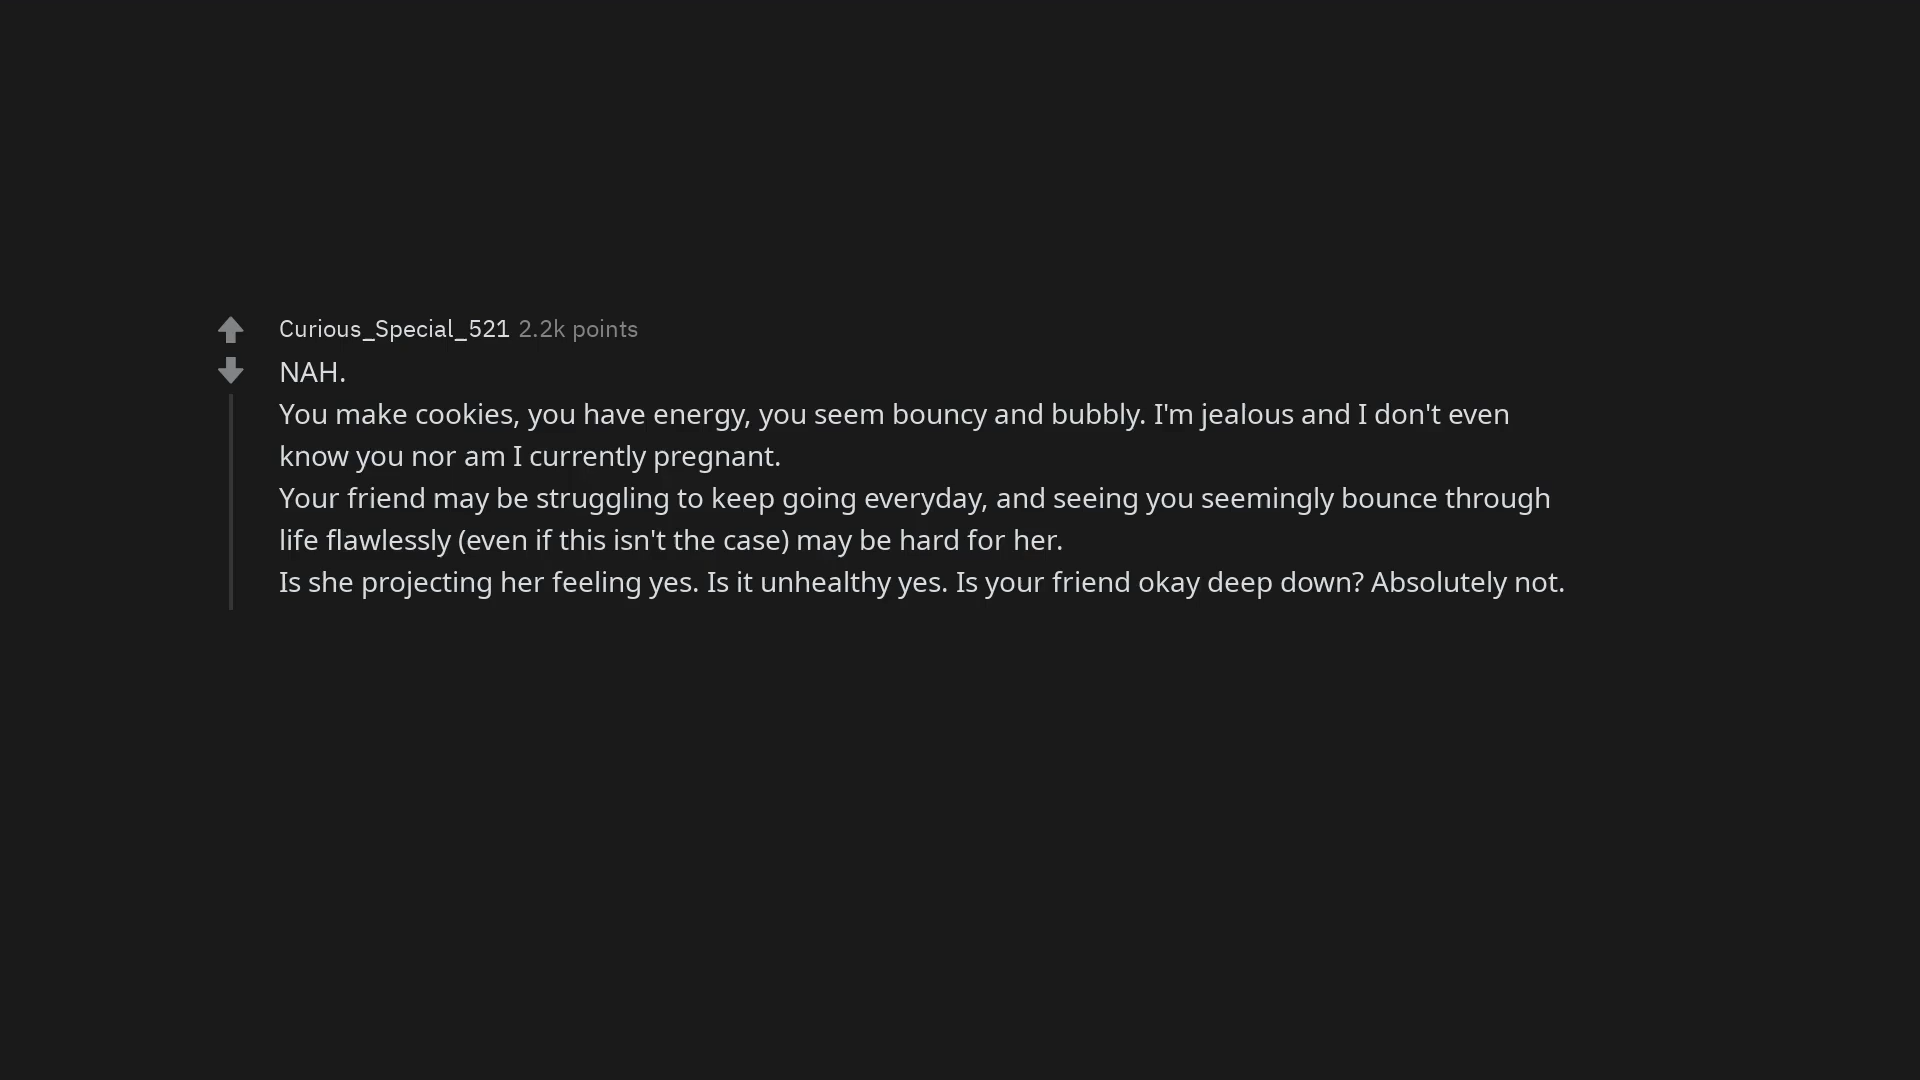 Curious_Special_521 2.2k points
NAH.
You make cookies, you have energy, you seem bouncy and bubbly. I'm jealous and I don't even
know you nor am I currently pregnant.
Your friend may be struggling to keep going everyday, and seeing you seemingly bounce through
life flawlessly (even if this isn't the case) may be hard for her.
Is she projecting her feeling yes. Is it unhealthy yes. Is your friend okay deep down? Absolutely not.